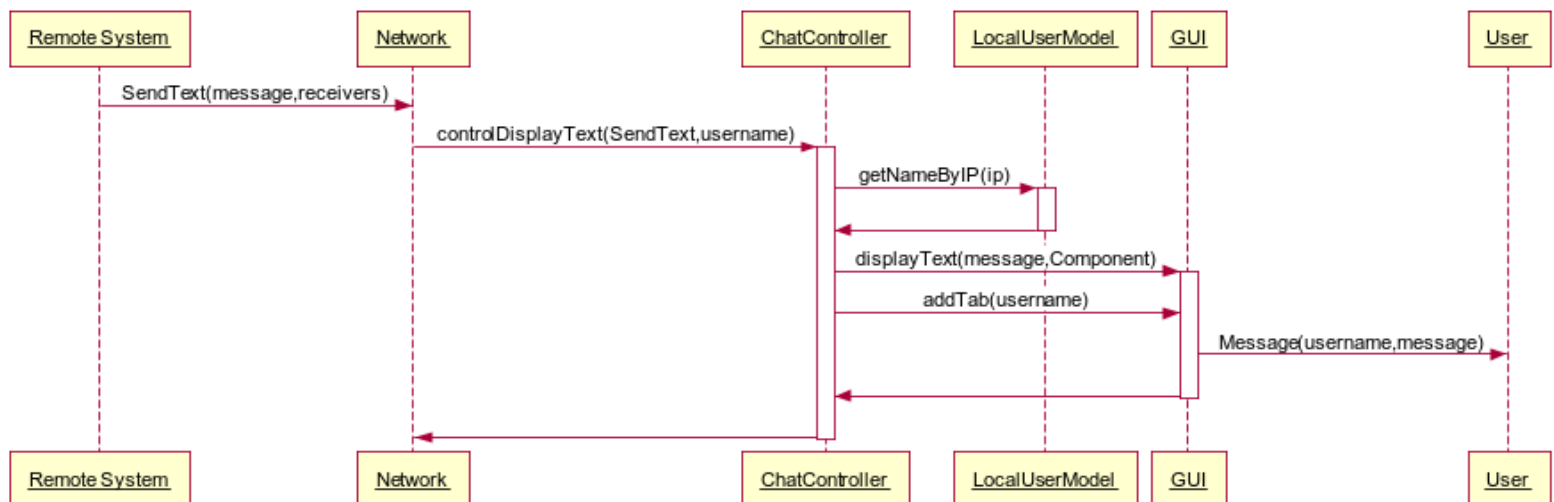 Remote System Network ChatController LocalUserModel GUI User
SendText(message,receivers)
controlDisplayText(SendText,username)
getNameByIP(ip)
displayText(message,Component)
addTab(username)
Message(username,message)
Remote System Network ChatController LocalUserModel GUI User